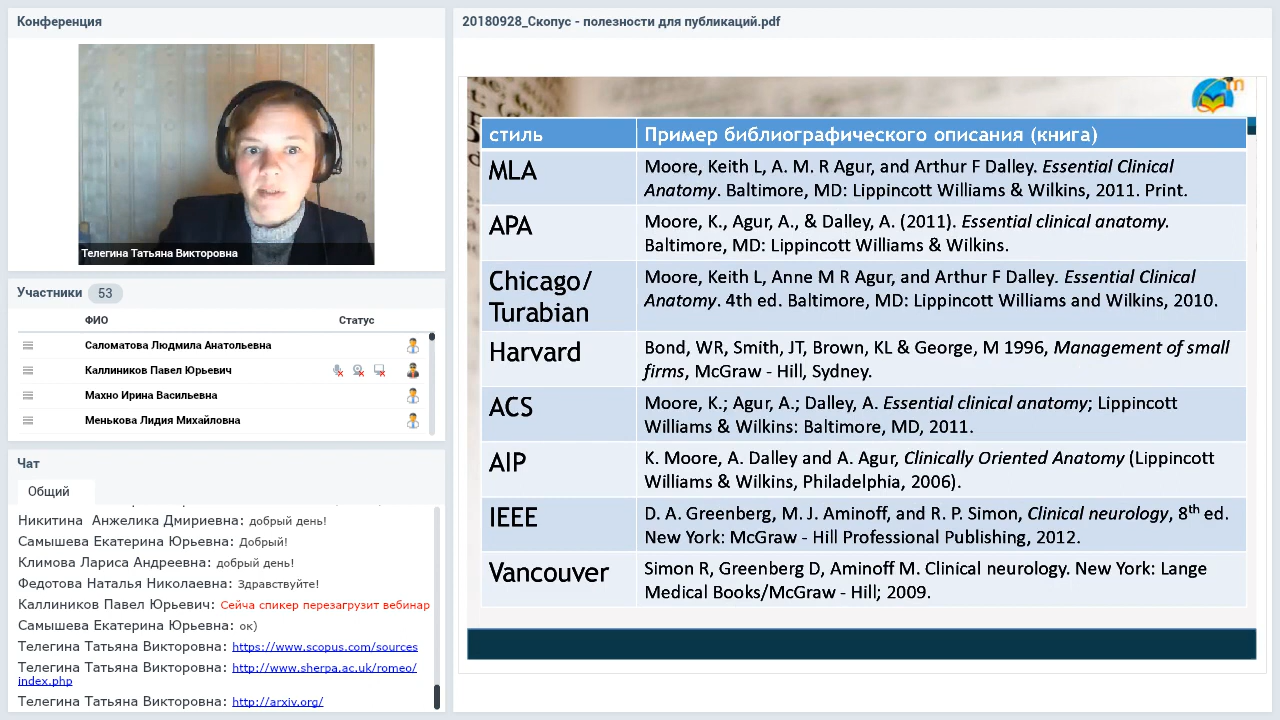 Конференция
Телегина Татьяна Викторовна
Участники 53
ФИО Статус
Саломатова Людмила Анатольевна
Каллиников Павел Юрьевич
Махно Ирина Васильевна
Менькова Лидия Михайловна
Чат
Общий
Никитина Анжелика Дмириевна: добрый день!
Самышева Екатерина Юрьевна: Добрый!
Климова Лариса Андреевна: добрый день!
Федотова Наталья Николаевна: Здравствуйте!
Каллиников Павел Юрьевич: Сейча спикер перезагрузит вебинар
Самышева Екатерина Юрьевна: ок)
Телегина Татьяна Викторовна: https://www.scopus.com/sources
Телегина Татьяна Викторовна: http://www.sherpa.ac.uk/romeo/
index.php
Телегина Татьяна Викторовна: http://arxiv.org/
20180928_Скопус - полезности для публикаций.pdf
стиль Пример библиографического описания (книга)
MLA
Moore, Keith L, A. M. R Agur, and Arthur F Dalley. Essential Clinical
Anatomy. Baltimore, MD: Lippincott Williams & Wilkins, 2011. Print.
APA
Moore, K., Agur, A., & Dalley, A. (2011). Essential clinical anatomy.
Baltimore, MD: Lippincott Williams & Wilkins.
Chicago/
Turabian
Moore, Keith L, Anne M R Agur, and Arthur F Dalley. Essential Clinical
Anatomy. 4th ed. Baltimore, MD: Lippincott Williams and Wilkins, 2010.
Harvard
Bond, WR, Smith, JT, Brown, KL & George, M 1996, Management of small
firms, McGraw - Hill, Sydney.
ACS
Moore, K.; Agur, A.; Dalley, A. Essential clinical anatomy; Lippincott
Williams & Wilkins: Baltimore, MD, 2011.
AIP
K. Moore, A. Dalley and A. Agur, Clinically Oriented Anatomy (Lippincott
Williams & Wilkins, Philadelphia, 2006).
IEEE
D. A. Greenberg, M. J. Aminoff, and R. P. Simon, Clinical neurology, 8th ed.
New York: McGraw - Hill Professional Publishing, 2012.
Vancouver
Simon R, Greenberg D, Aminoff M. Clinical neurology. New York: Lange
Medical Books/McGraw - Hill; 2009.